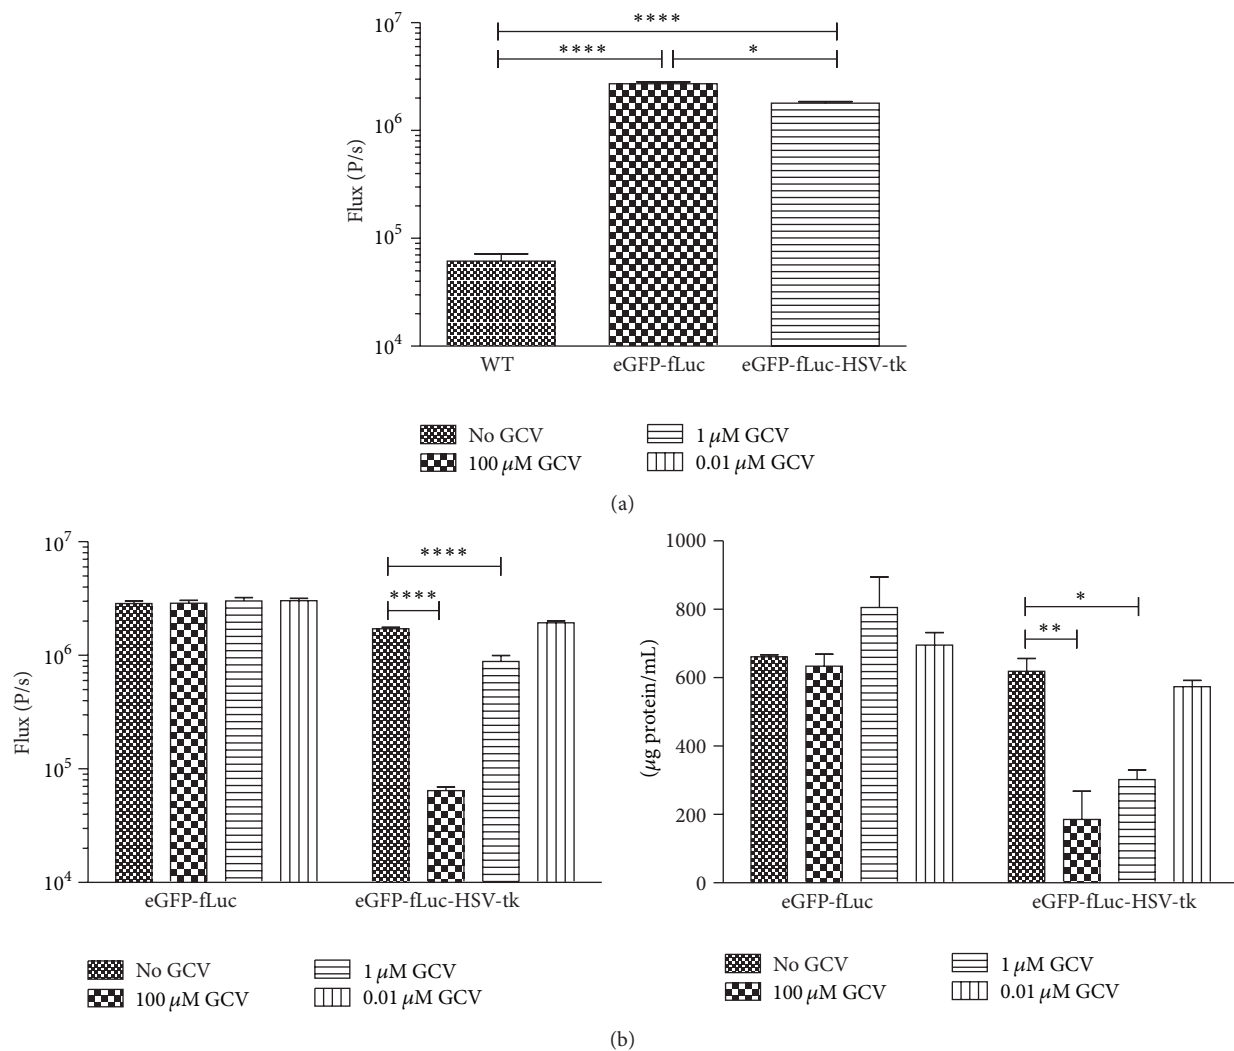 10^7
10^6
10^5
10^4
Flux (P/s)
****
****
*
WT
eGFP-fLuc
eGFP-fLuc-HSV-tk
No GCV
1 μM GCV
100 μM GCV
0.01 μM GCV
(a)
10^7
10^6
10^5
10^4
Flux (P/s)
****
****
eGFP-fLuc
eGFP-fLuc-HSV-tk
No GCV
1 μM GCV
100 μM GCV
0.01 μM GCV
1000
800
600
400
200
0
(μg protein/mL)
*
**
eGFP-fLuc
eGFP-fLuc-HSV-tk
No GCV
1 μM GCV
100 μM GCV
0.01 μM GCV
(b)